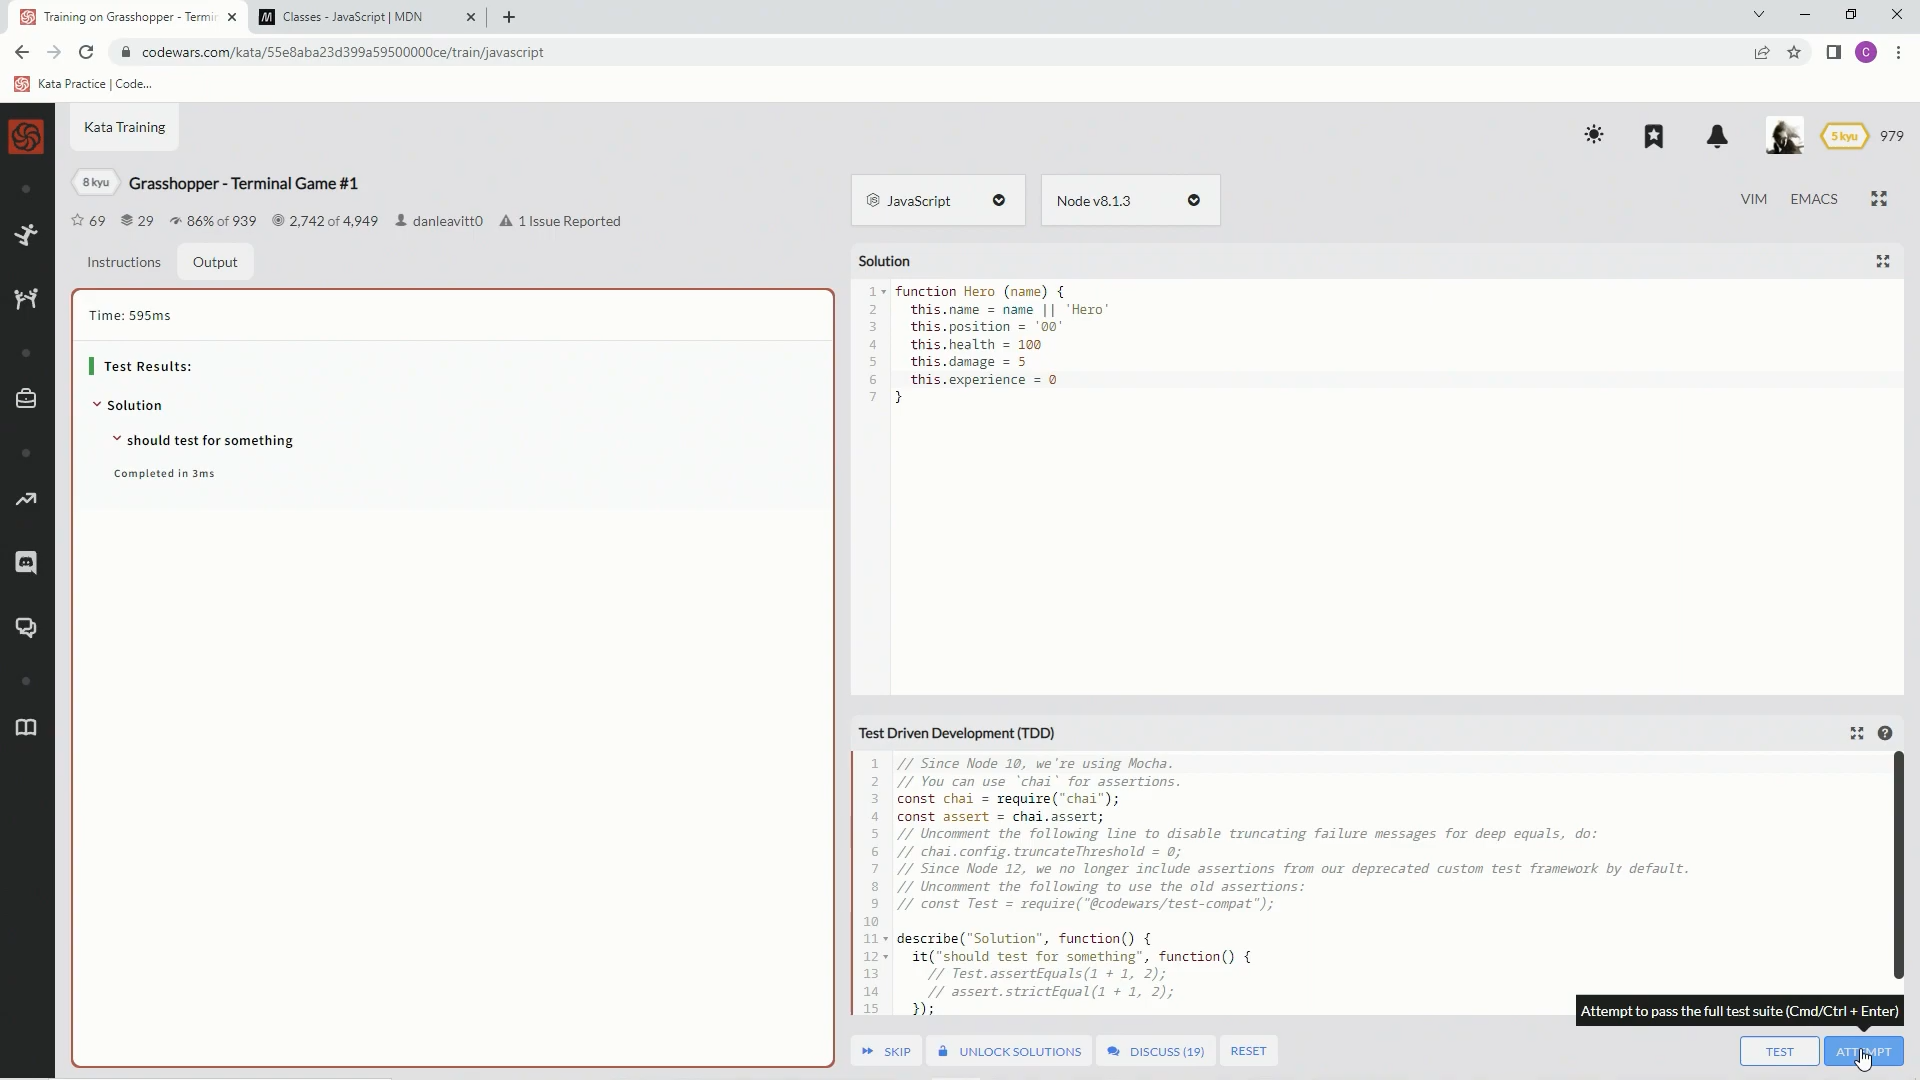 Training on Grasshopper - Termin
Classes - JavaScript | MDN
codewars.com/kata/55e8aba23d399a59500000ce/train/javascript
C
Kata Practice | Code...
Kata Training
5 kyu
979
8 kyu
Grasshopper - Terminal Game #1
69
29
86% of 939
2,742 of 4,949
danleavitt0
1 Issue Reported
JavaScript
Node v8.1.3
VIM
EMACS
Instructions
Output
Solution
Time: 595ms
Test Results:
Solution
should test for something
Completed in 3ms
1 function Hero (name) {
2 this.name = name || 'Hero'
3 this.position = '00'
4 this.health = 100
5 this.damage = 5
6 this.experience = 0
7 }
Test Driven Development (TDD)
1 // Since Node 10, we're using Mocha.
2 // You can use `chai` for assertions.
3 const chai = require("chai");
4 const assert = chai.assert;
5 // Uncomment the following line to disable truncating failure messages for deep equals, do:
6 // chai.config.truncateThreshold = 0;
7 // Since Node 12, we no longer include assertions from our deprecated custom test framework by default.
8 // Uncomment the following to use the old assertions:
9 // const Test = require("@codewars/test-compat");
10
11 describe("Solution", function() {
12 it("should test for something", function() {
13 // Test.assertEquals(1 + 1, 2);
14 // assert.strictEqual(1 + 1, 2);
15 });
Attempt to pass the full test suite (Cmd/Ctrl + Enter)
SKIP
UNLOCK SOLUTIONS
DISCUSS (19)
RESET
TEST
ATTEMPT